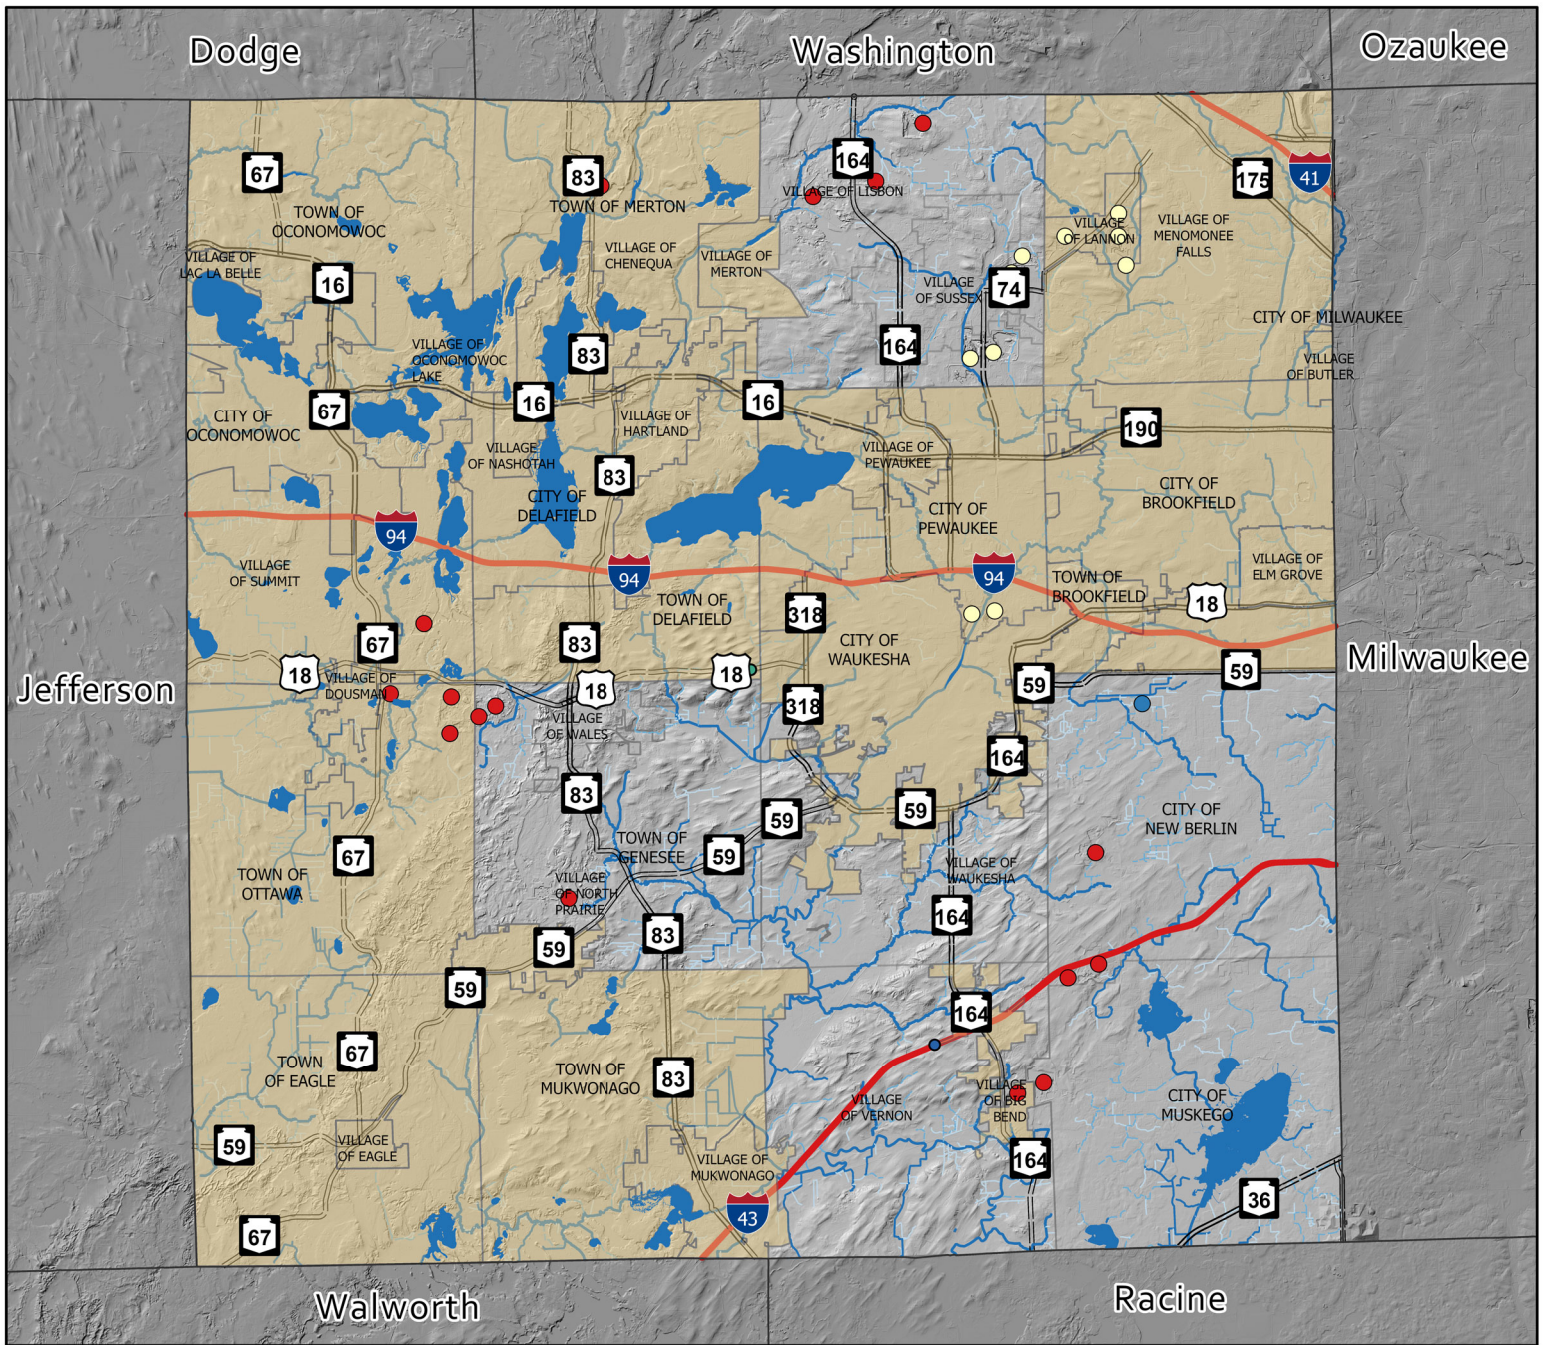 Dodge
Washington
Ozaukee
67
83
164
175
41
TOWN OF
OCONOMOWOC
TOWN OF MERTON
VILLAGE OF LISBON
VILLAGE OF
LAC LA BELLE
VILLAGE OF
CHENEQUA
VILLAGE OF
MERTON
VILLAGE
OF LANNON
VILLAGE OF
MENOMONEE
FALLS
16
VILLAGE
OF SUSSEX
74
CITY OF MILWAUKEE
VILLAGE OF
OCONOMOWOC
LAKE
83
164
VILLAGE
OF BUTLER
67
16
16
CITY OF
OCONOMOWOC
VILLAGE OF
HARTLAND
190
VILLAGE
OF NASHOTAH
83
VILLAGE OF
PEWAUKEE
CITY OF
DELAFIELD
CITY OF
PEWAUKEE
CITY OF
BROOKFIELD
94
94
94
VILLAGE
OF SUMMIT
TOWN OF
DELAFIELD
TOWN OF
BROOKFIELD
VILLAGE OF
ELM GROVE
318
18
67
83
CITY OF
WAUKESHA
Jefferson
18
VILLAGE OF
DOUSMAN
18
18
59
59
Milwaukee
318
VILLAGE
OF WALES
164
83
59
59
CITY OF
NEW BERLIN
67
TOWN OF
GENESEE
59
VILLAGE OF
WAUKESHA
TOWN OF
OTTAWA
VILLAGE
OF NORTH
PRAIRIE
164
59
83
59
164
67
TOWN
OF EAGLE
TOWN OF
MUKWONAGO
83
VILLAGE
OF VERNON
VILLAGE
OF BIG
BEND
CITY OF
MUSKEGO
59
VILLAGE
OF EAGLE
VILLAGE OF
MUKWONAGO
164
67
43
36
Walworth
Racine